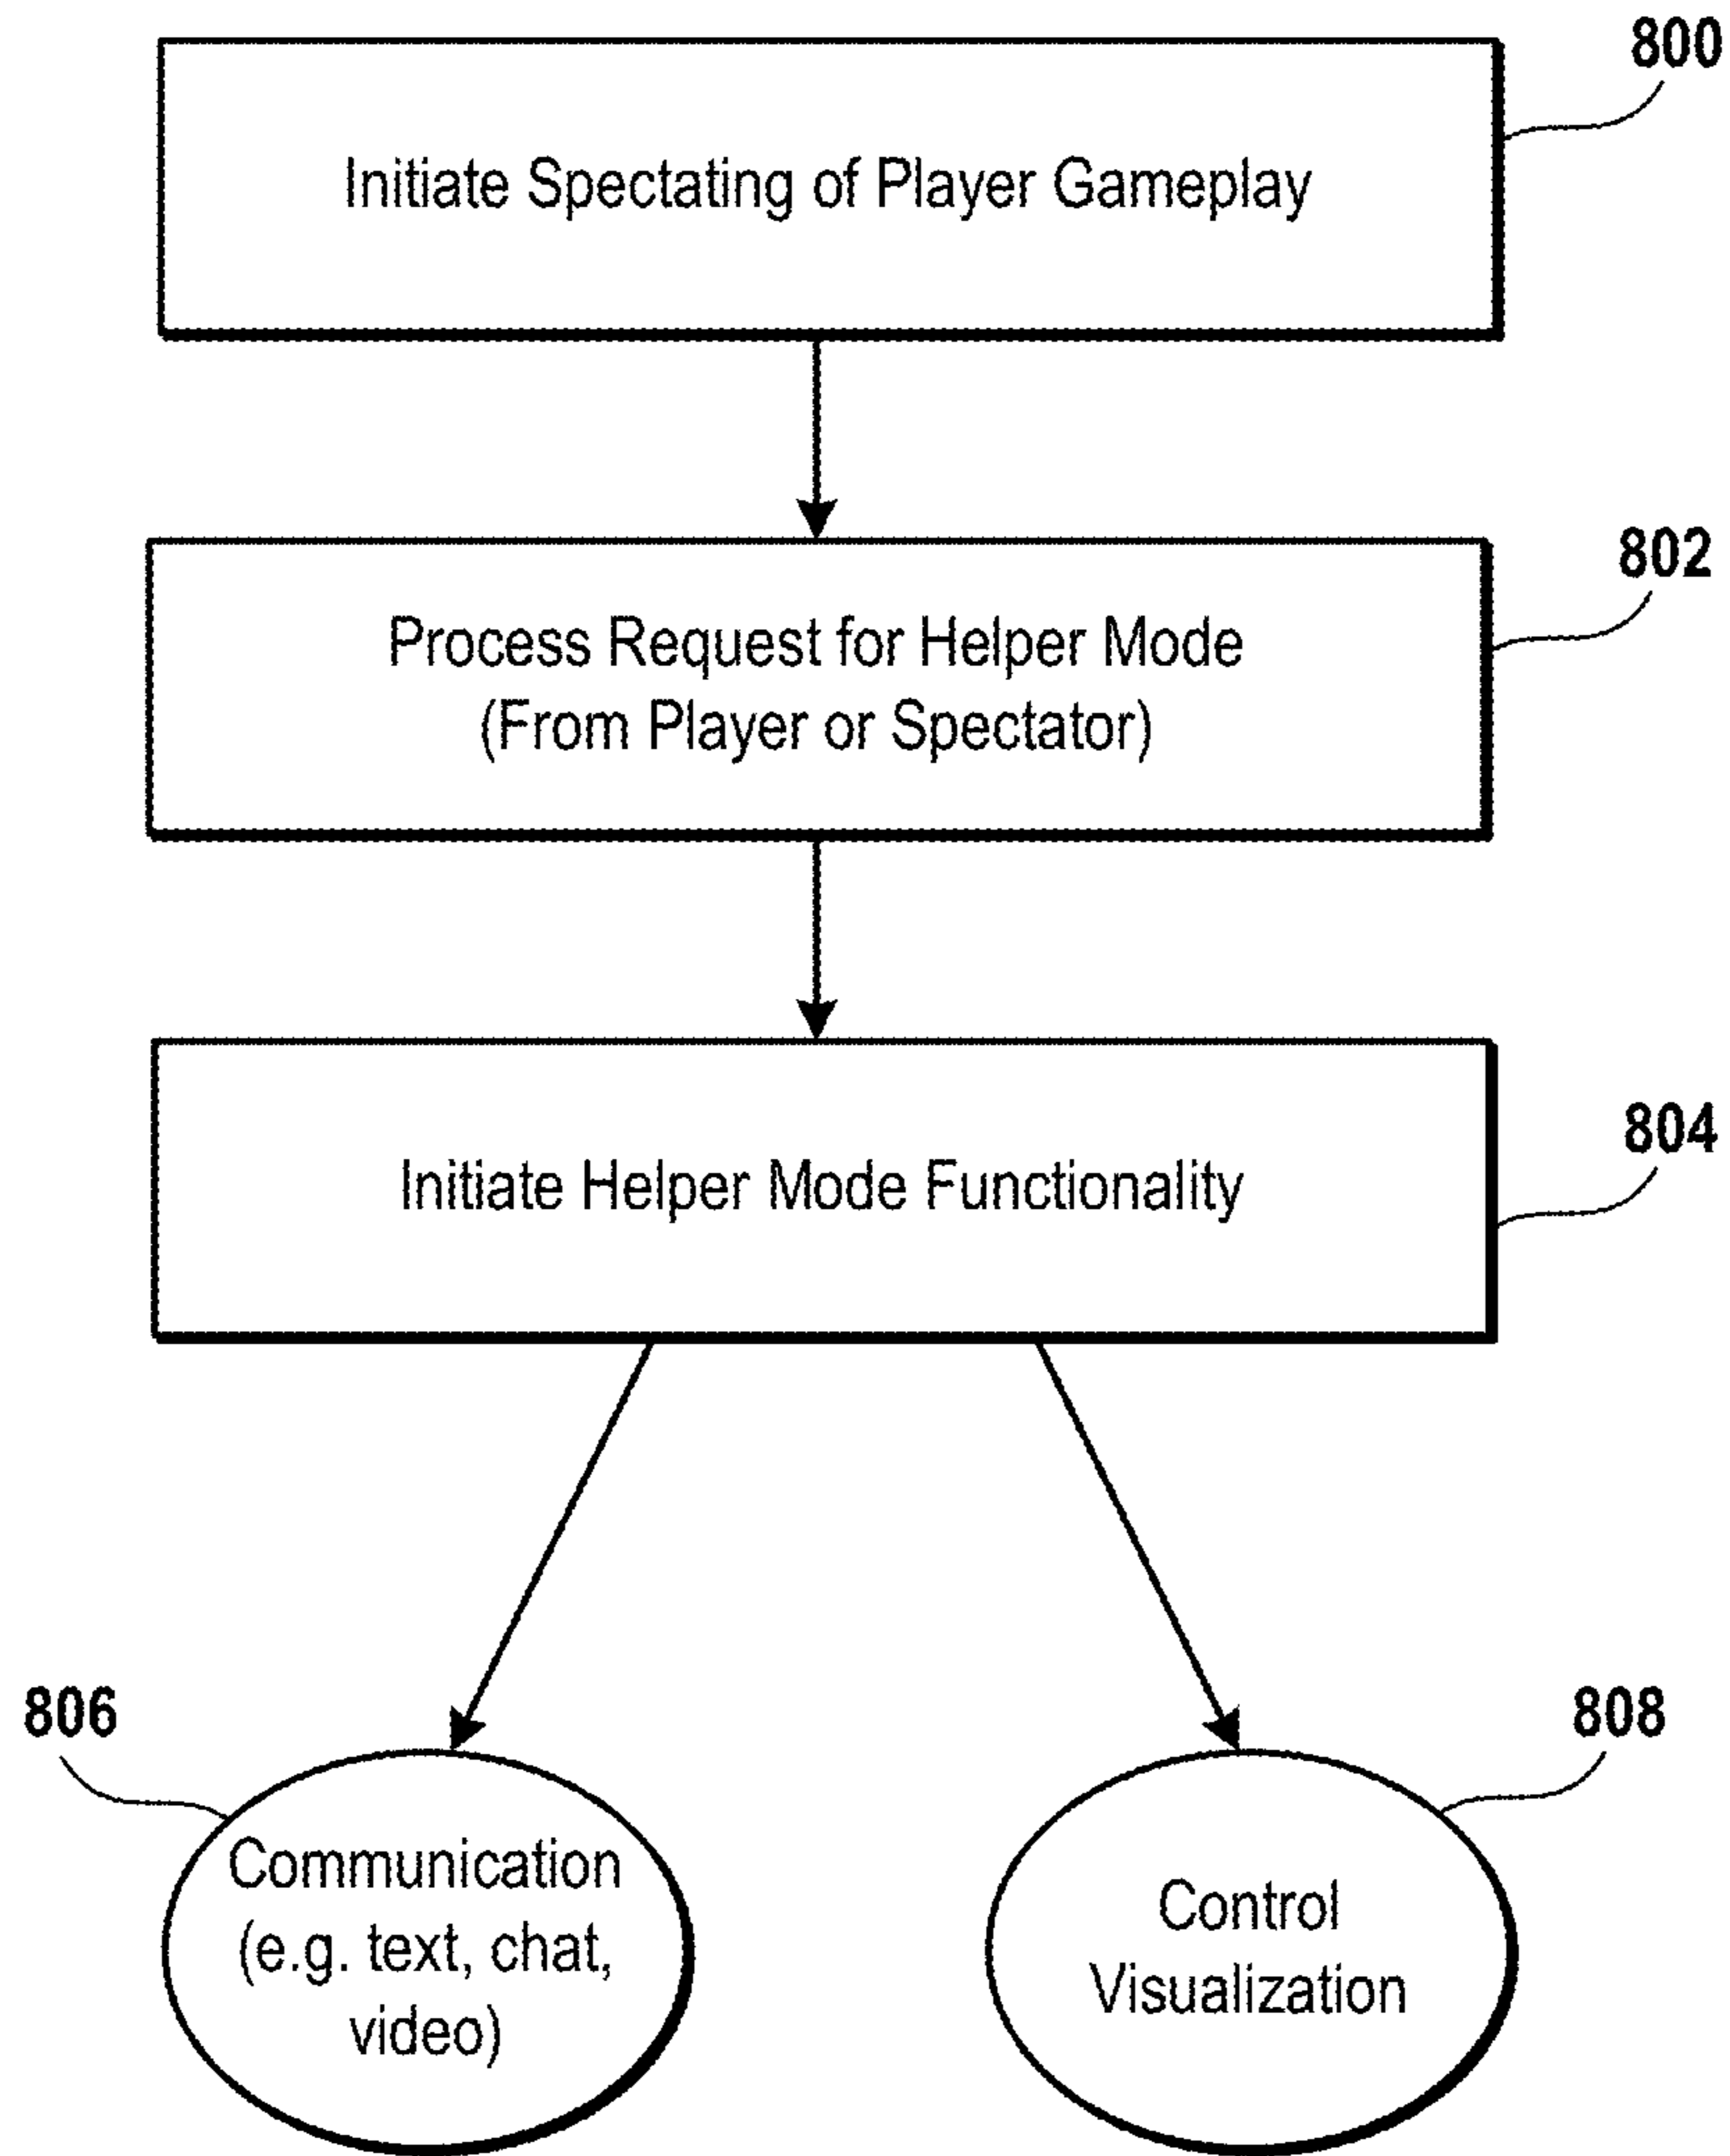 800
Initiate Spectating of Player Gameplay
802
Process Request for Helper Mode
(From Player or Spectator)
804
Initiate Helper Mode Functionality
806
808
Communication
(e.g. text, chat,
video)
Control
Visualization